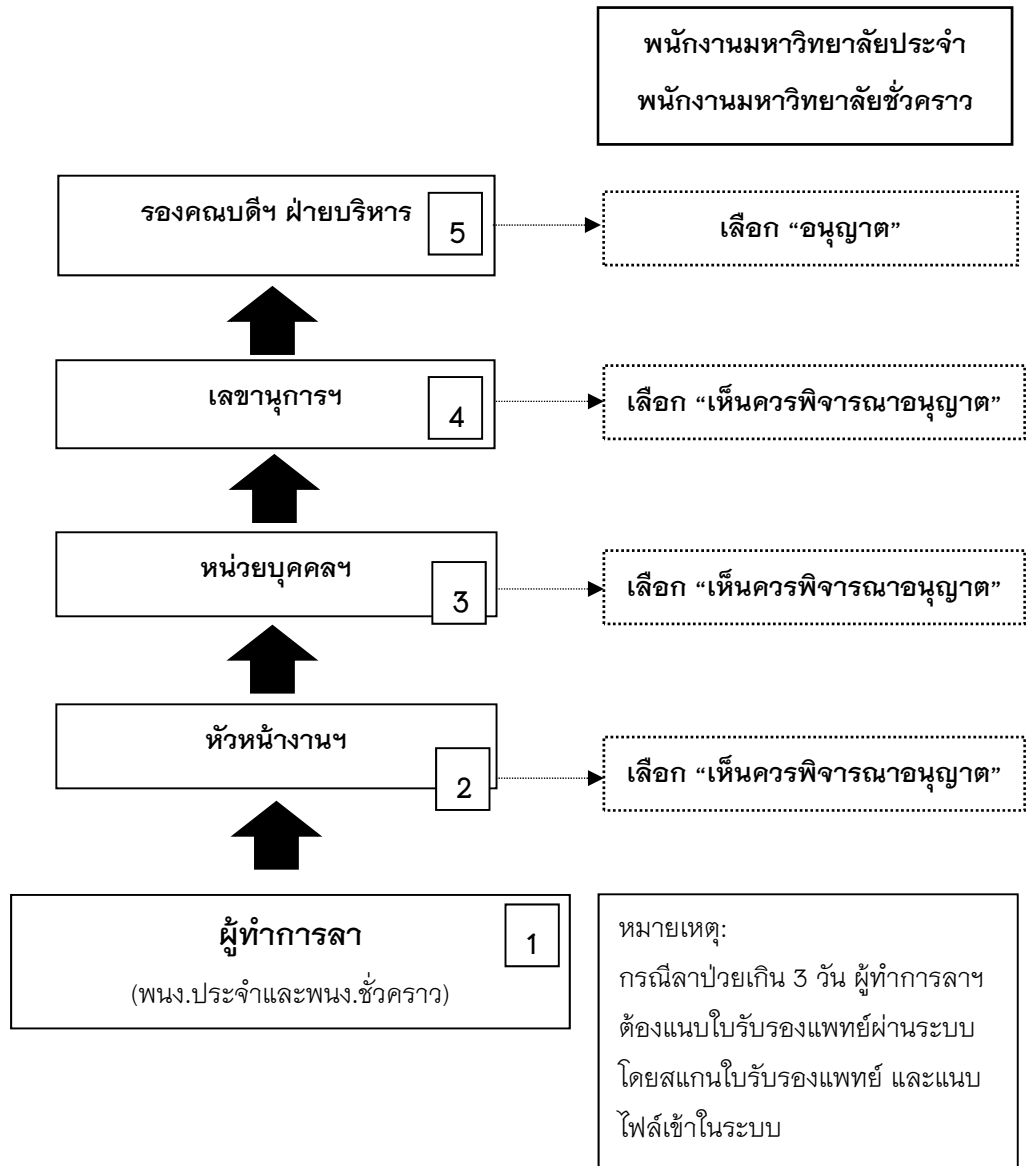 พนักงานมหาวิทยาลัยประจำ
พนักงานมหาวิทยาลัยชั่วคราว
รองคณบดีฯ ฝ่ายบริหาร
5
เลือก “อนุญาต”
เลขานุการฯ
4
เลือก “เห็นควรพิจารณาอนุญาต”
หน่วยบุคคลฯ
3
เลือก “เห็นควรพิจารณาอนุญาต”
หัวหน้างานฯ
2
เลือก “เห็นควรพิจารณาอนุญาต”
ผู้ทำการลา
1
(พนง.ประจำและพนง.ชั่วคราว)
หมายเหตุ:
กรณีลาป่วยเกิน 3 วัน ผู้ทำการลาฯ
ต้องแนบใบรับรองแพทย์ผ่านระบบ
โดยสแกนใบรับรองแพทย์ และแนบ
ไฟล์เข้าในระบบ